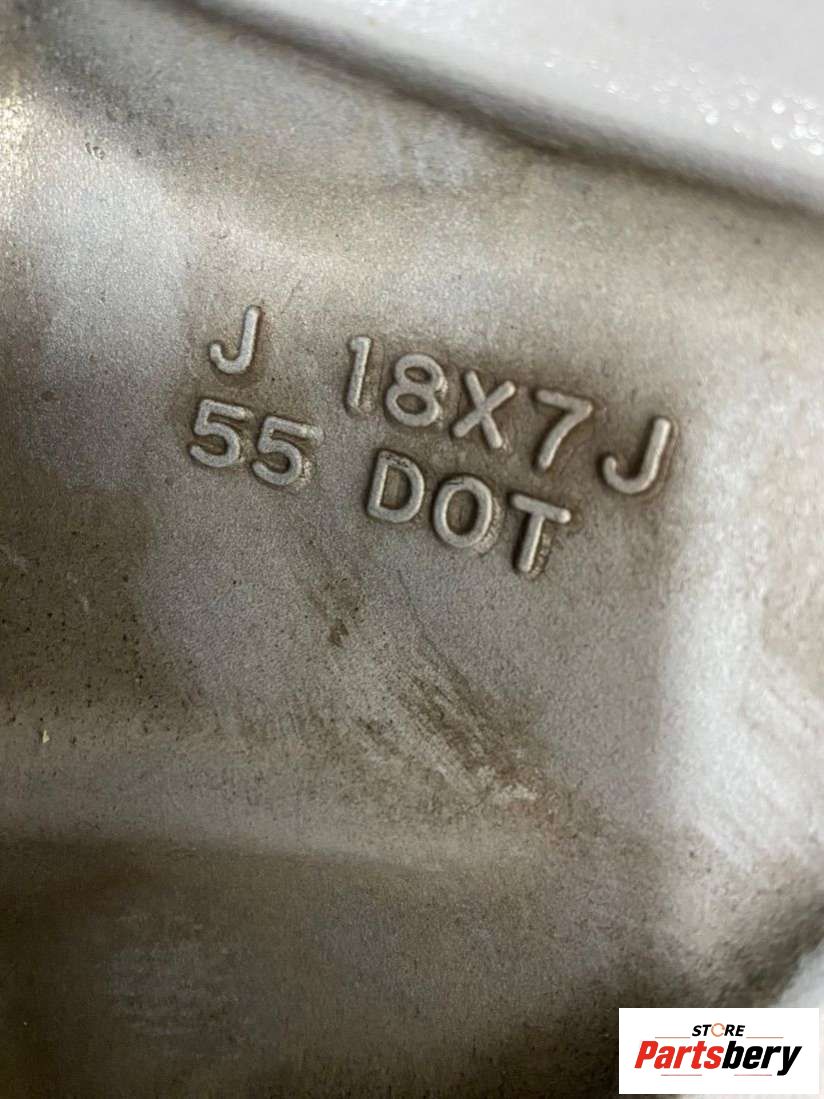 J 18X7J
55 DOT
STORE
Partsbery